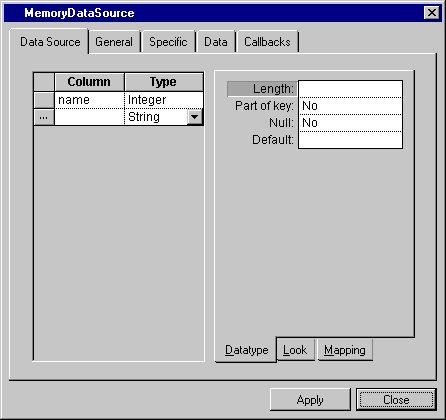 MemoryDataSource
Data Source General Specific Data Callbacks
Column Type
name Integer
... String
Length:
Part of key: No
Null: No
Default:
Datatype Look Mapping
Apply Close